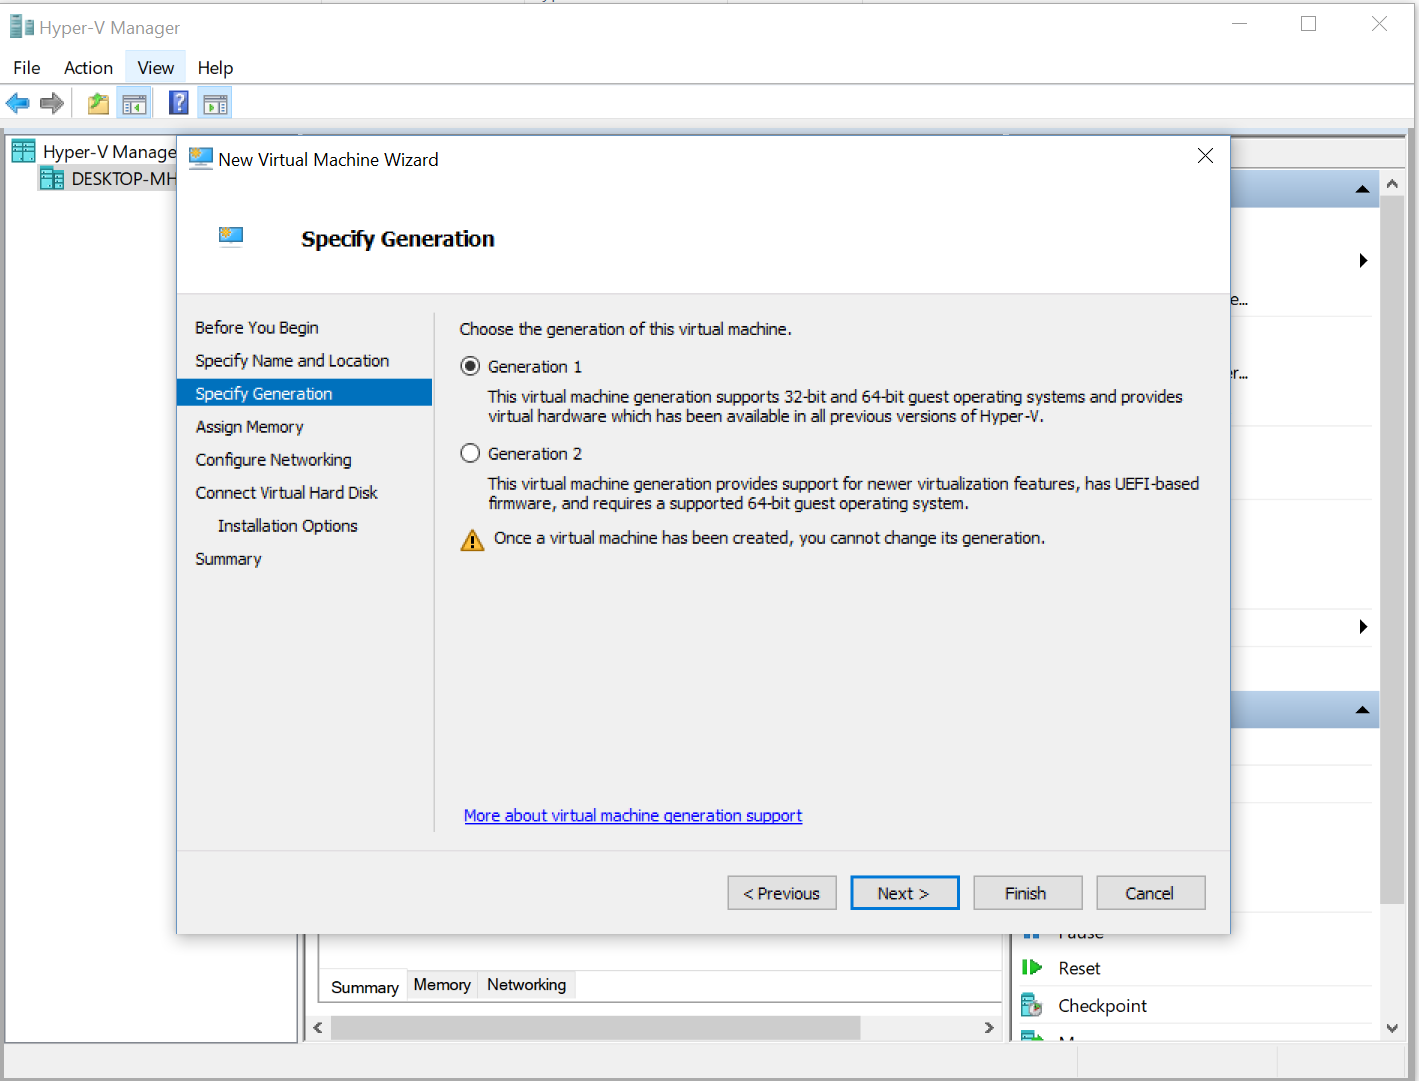 Hyper-V Manager
File Action View Help
Hyper-V Manage
DESKTOP-MH
New Virtual Machine Wizard
Specify Generation
Before You Begin
Specify Name and Location
Specify Generation
Assign Memory
Configure Networking
Connect Virtual Hard Disk
Installation Options
Summary
Choose the generation of this virtual machine.
Generation 1
This virtual machine generation supports 32-bit and 64-bit guest operating systems and provides
virtual hardware which has been available in all previous versions of Hyper-V.
Generation 2
This virtual machine generation provides support for newer virtualization features, has UEFI-based
firmware, and requires a supported 64-bit guest operating system.
Once a virtual machine has been created, you cannot change its generation.
More about virtual machine generation support
< Previous Next > Finish Cancel
e...
r...
Pause
Reset
Checkpoint
Summary Memory Networking